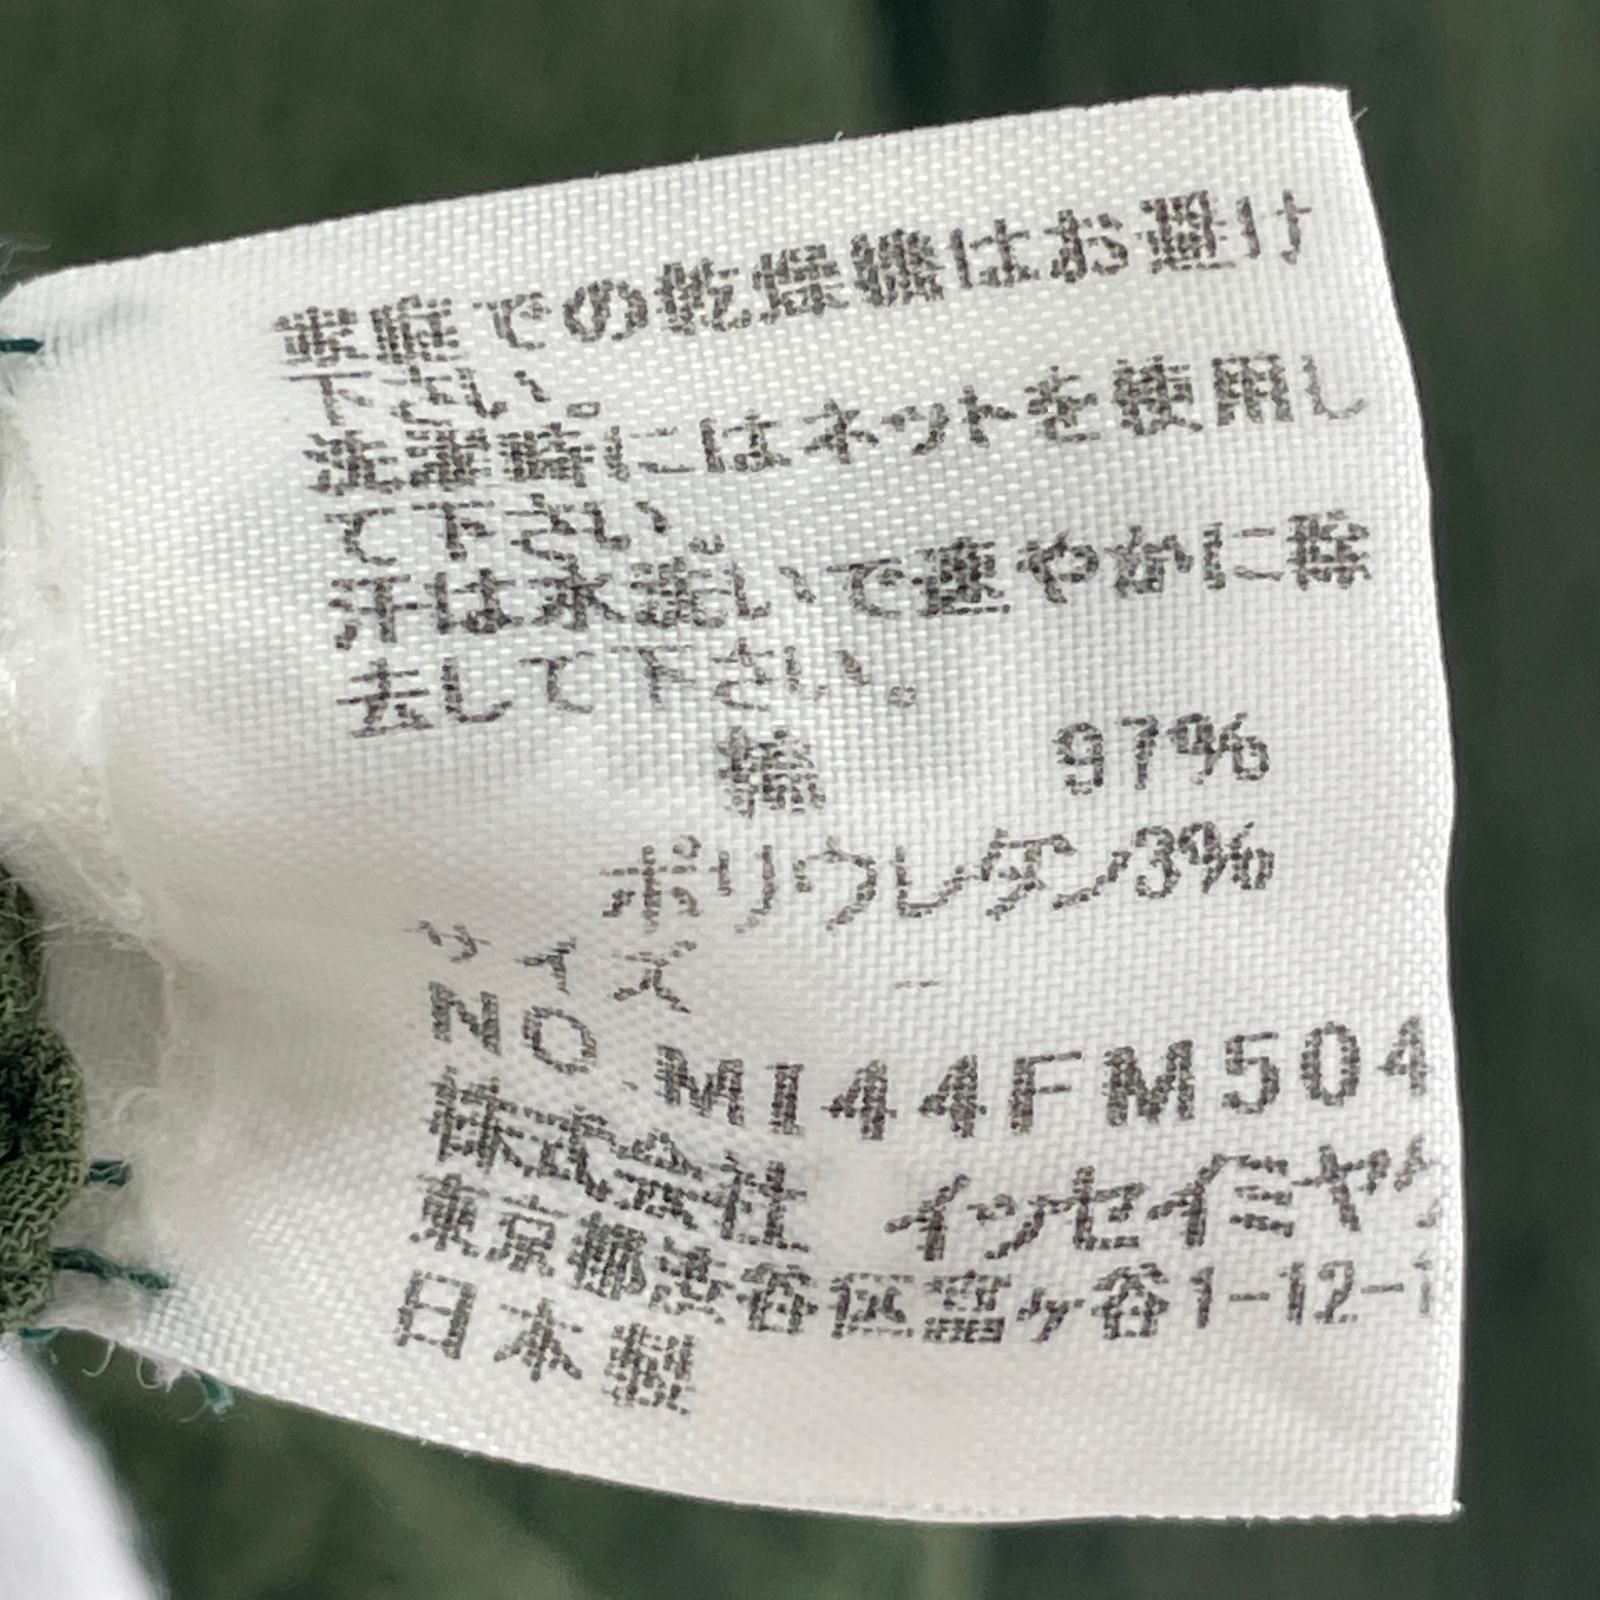 家庭での乾燥機はお避け
下さい。
洗濯時にはネットを使用し
て下さい。
汗は水洗いで速やかに除
去して下さい。
綿 97%
ポリウレタン3%
NO.MI44FM504
株式会社 イッセイミヤ
東京都渋谷区富ヶ谷1-12-1
日本製